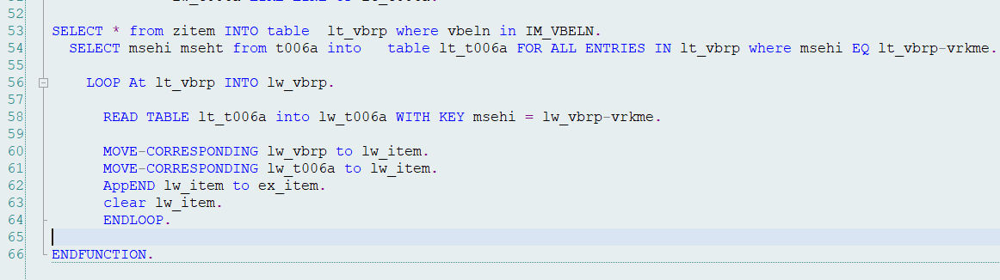 52
53 SELECT * from zitem INTO table lt_vbrp where vbeln in IM_VBELN.
54 SELECT msehi mseht from t006a into table lt_t006a FOR ALL ENTRIES IN lt_vbrp where msehi EQ lt_vbrp-vrkme.
55
56 LOOP At lt_vbrp INTO lw_vbrp.
57
58 READ TABLE lt_t006a into lw_t006a WITH KEY msehi = lw_vbrp-vrkme.
59
60 MOVE-CORRESPONDING lw_vbrp to lw_item.
61 MOVE-CORRESPONDING lw_t006a to lw_item.
62 AppEND lw_item to ex_item.
63 clear lw_item.
64 ENDLOOP.
65
66 ENDFUNCTION.